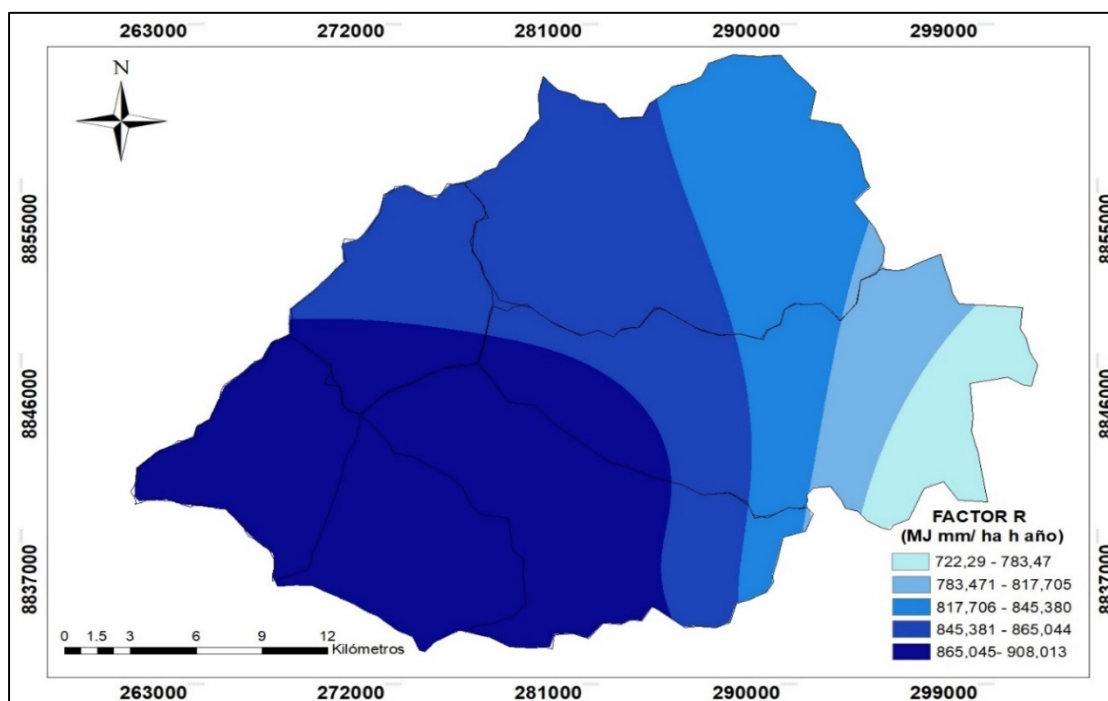 263000 272000 281000 290000 299000
N
8855000 8855000
8846000 8846000
8837000 8837000
FACTOR R
(MJ mm/ ha h año)
722,29 - 783,47
783,471 - 817,705
817,706 - 845,380
845,381 - 865,044
865,045- 908,013
0 1.5 3 6 9 12
Kilómetros
263000 272000 281000 290000 299000